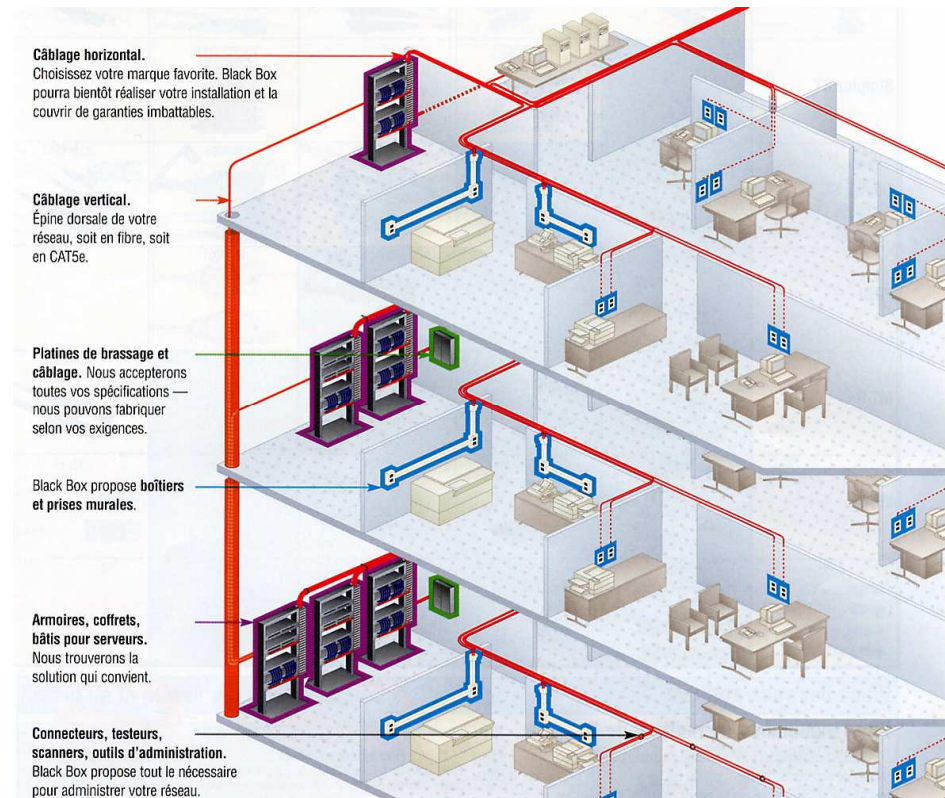 Câblage horizontal.
Choisissez votre marque favorite. Black Box
pourra bientôt réaliser votre installation et la
couvrir de garanties imbattables.
Câblage vertical.
Épine dorsale de votre
réseau, soit en fibre, soit
en CAT5e.
Platines de brassage et
câblage. Nous accepterons
toutes vos spécifications —
nous pouvons fabriquer
selon vos exigences.
Black Box propose boîtiers
et prises murales.
Armoires, coffrets,
bâtis pour serveurs.
Nous trouverons la
solution qui convient.
Connecteurs, testeurs,
scanners, outils d'administration.
Black Box propose tout le nécessaire
pour administrer votre réseau.